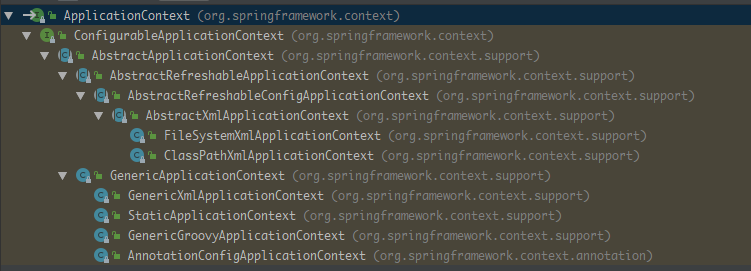 ApplicationContext (org.springframework.context)
ConfigurableApplicationContext (org.springframework.context)
AbstractApplicationContext (org.springframework.context.support)
AbstractRefreshableApplicationContext (org.springframework.context.support)
AbstractRefreshableConfigApplicationContext (org.springframework.context.support)
AbstractXmlApplicationContext (org.springframework.context.support)
FileSystemXmlApplicationContext (org.springframework.context.support)
ClassPathXmlApplicationContext (org.springframework.context.support)
GenericApplicationContext (org.springframework.context.support)
GenericXmlApplicationContext (org.springframework.context.support)
StaticApplicationContext (org.springframework.context.support)
GenericGroovyApplicationContext (org.springframework.context.support)
AnnotationConfigApplicationContext (org.springframework.context.annotation)